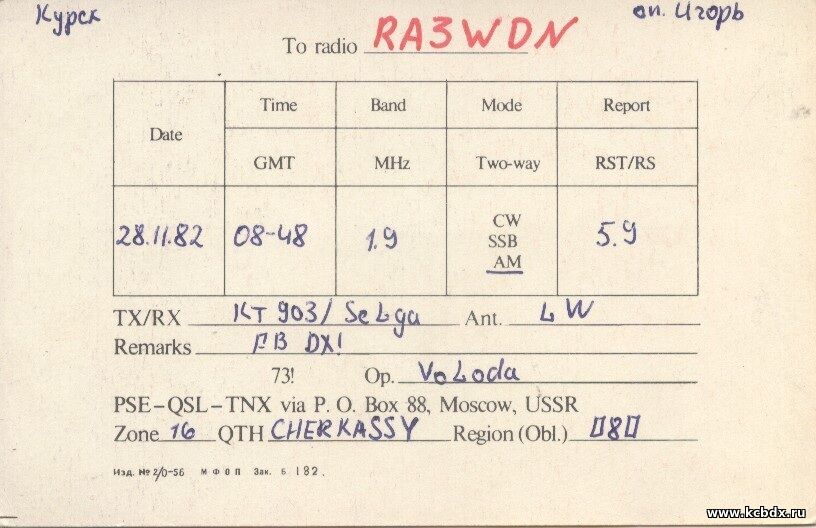 Курск
оп. Игорь
To radio RA3WDN
Date
Time
Band
Mode
Report
GMT
MHz
Two-way
RST/RS
28.11.82
08-48
1.9
CW
SSB
AM
5.9
TX/RX KT 903/ SeLga Ant. LW
Remarks FB DX!
73! Op. VoLoda
PSE-QSL-TNX via P. O. Box 88, Moscow, USSR
Zone 16 QTH CHERKASSY Region (Obl.) 080
Изд. № 2/0-56 МФОП Зак. Б 182.
www.kcbdx.ru